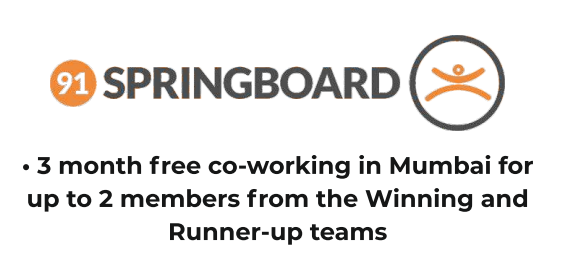 91 SPRINGBOARD
• 3 month free co-working in Mumbai for
up to 2 members from the Winning and
Runner-up teams